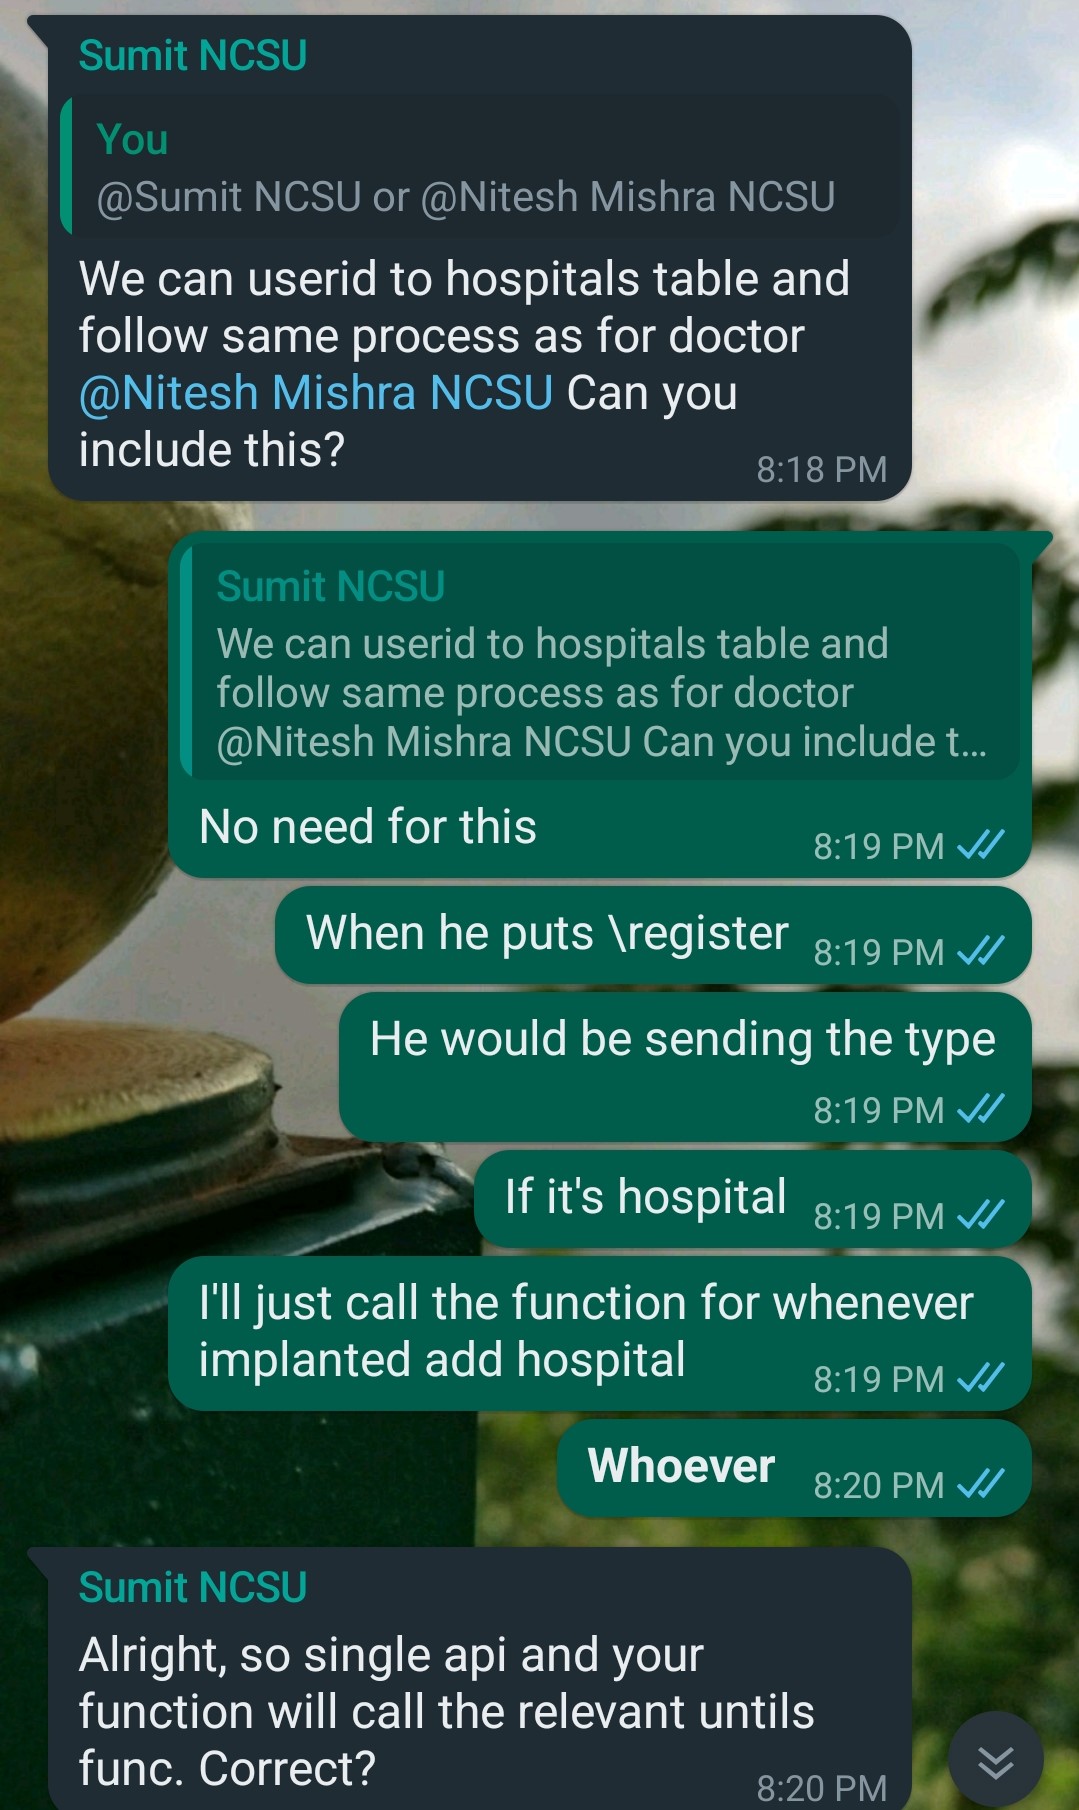 Sumit NCSU
You
@Sumit NCSU or @Nitesh Mishra NCSU
We can userid to hospitals table and
follow same process as for doctor
@Nitesh Mishra NCSU Can you
include this?
8:18 PM
Sumit NCSU
We can userid to hospitals table and
follow same process as for doctor
@Nitesh Mishra NCSU Can you include t...
No need for this
8:19 PM
When he puts \register
8:19 PM
He would be sending the type
8:19 PM
If it's hospital
8:19 PM
I'll just call the function for whenever
implanted add hospital
8:19 PM
Whoever
8:20 PM
Sumit NCSU
Alright, so single api and your
function will call the relevant untils
func. Correct?
8:20 PM